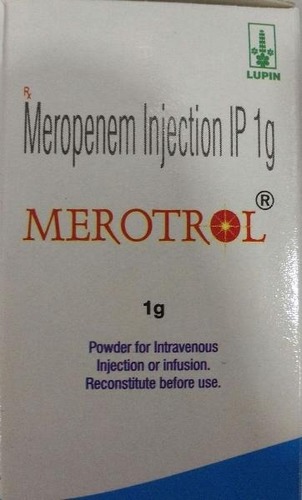 LUPIN
Rx
Meropenem Injection IP 1g
MEROTROL®
1g
Powder for Intravenous
Injection or infusion.
Reconstitute before use.